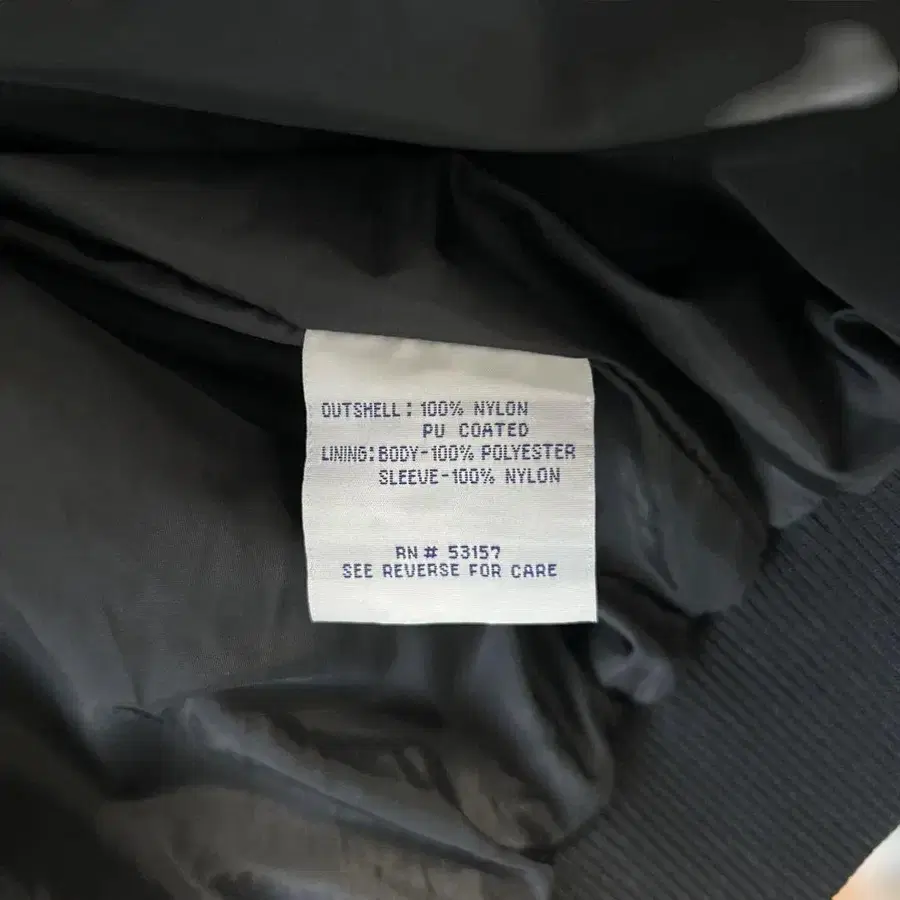 OUTSHELL: 100% NYLON
PU COATED
LINING: BODY-100% POLYESTER
SLEEVE-100% NYLON
RN # 53157
SEE REVERSE FOR CARE